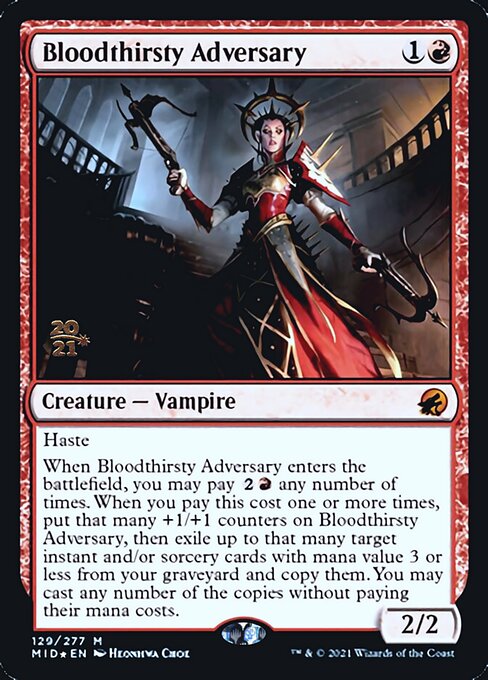 Bloodthirsty Adversary 1
20
21
Creature — Vampire
Haste
When Bloodthirsty Adversary enters the
battlefield, you may pay 2 any number of
times. When you pay this cost one or more times,
put that many +1/+1 counters on Bloodthirsty
Adversary, then exile up to that many target
instant and/or sorcery cards with mana value 3 or
less from your graveyard and copy them. You may
cast any number of the copies without paying
their mana costs.
2/2
129/277 M
MID★EN Heonhwa Choe
™ & © 2021 Wizards of the Coast